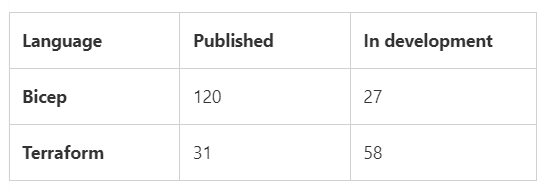 Language Published In development
Bicep 120 27
Terraform 31 58